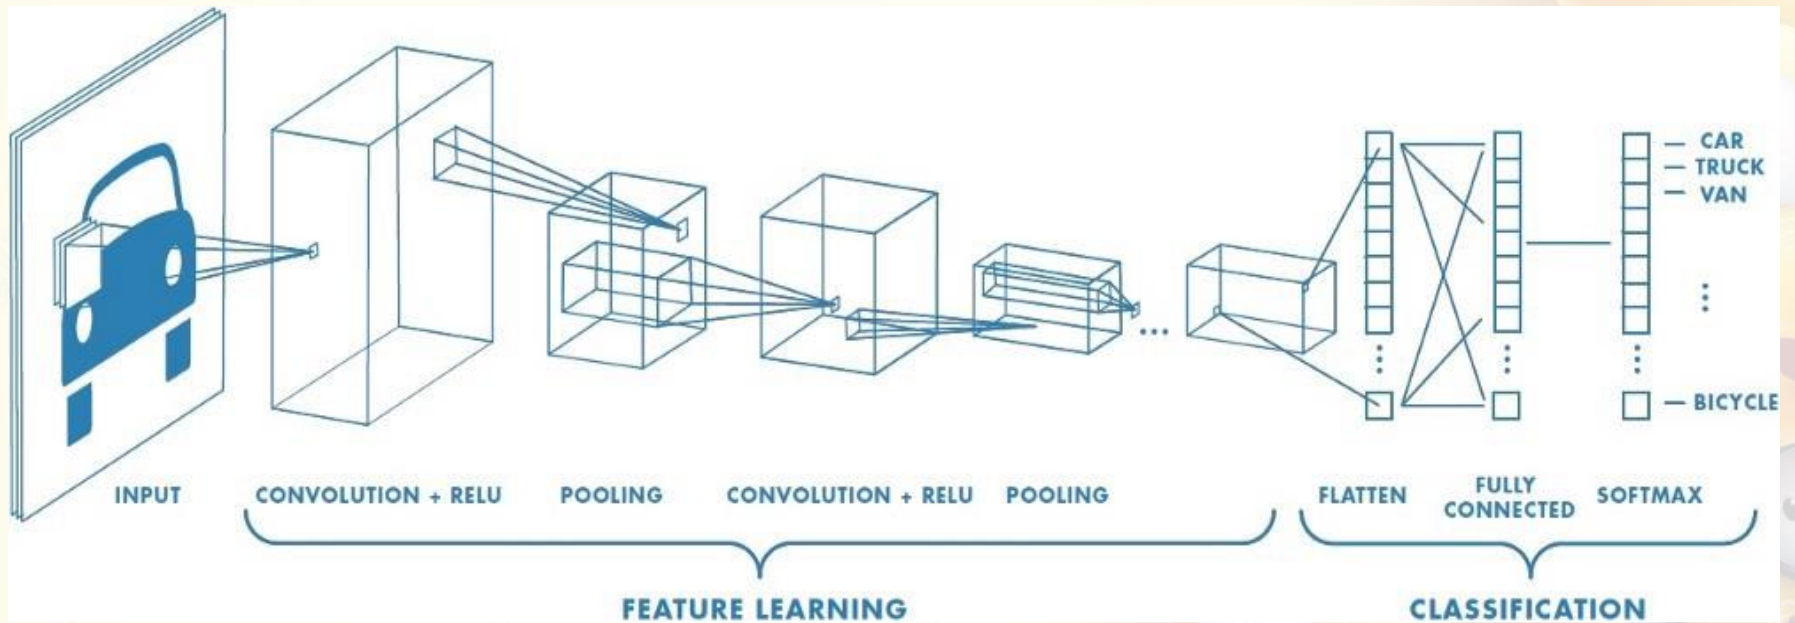 CAR
TRUCK
VAN
BICYCLE
INPUT
CONVOLUTION + RELU
POOLING
CONVOLUTION + RELU
POOLING
FLATTEN
FULLY
CONNECTED
SOFTMAX
FEATURE LEARNING
CLASSIFICATION